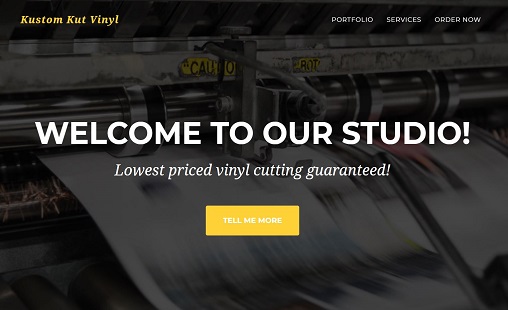 Kustom Kut Vinyl
PORTFOLIO SERVICES ORDER NOW
"CAUTION
WELCOME TO OUR STUDIO!
Lowest priced vinyl cutting guaranteed!
TELL ME MORE